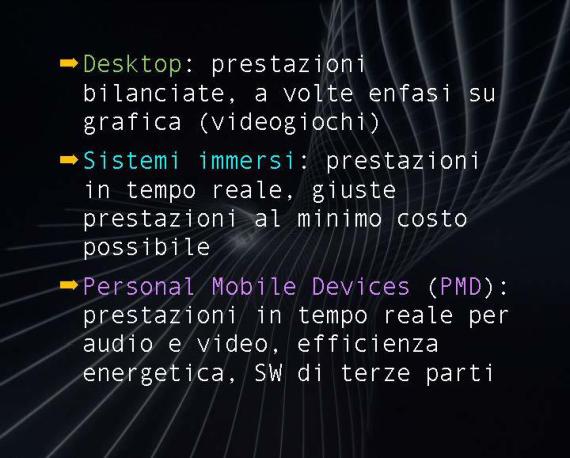 ➡Desktop: prestazioni
bilanciate, a volte enfasi su
grafica (videogiochi)
➡Sistemi immersi: prestazioni
in tempo reale, giuste
prestazioni al minimo costo
possibile
➡Personal Mobile Devices (PMD):
prestazioni in tempo reale per
audio e video, efficienza
energetica, SW di terze parti